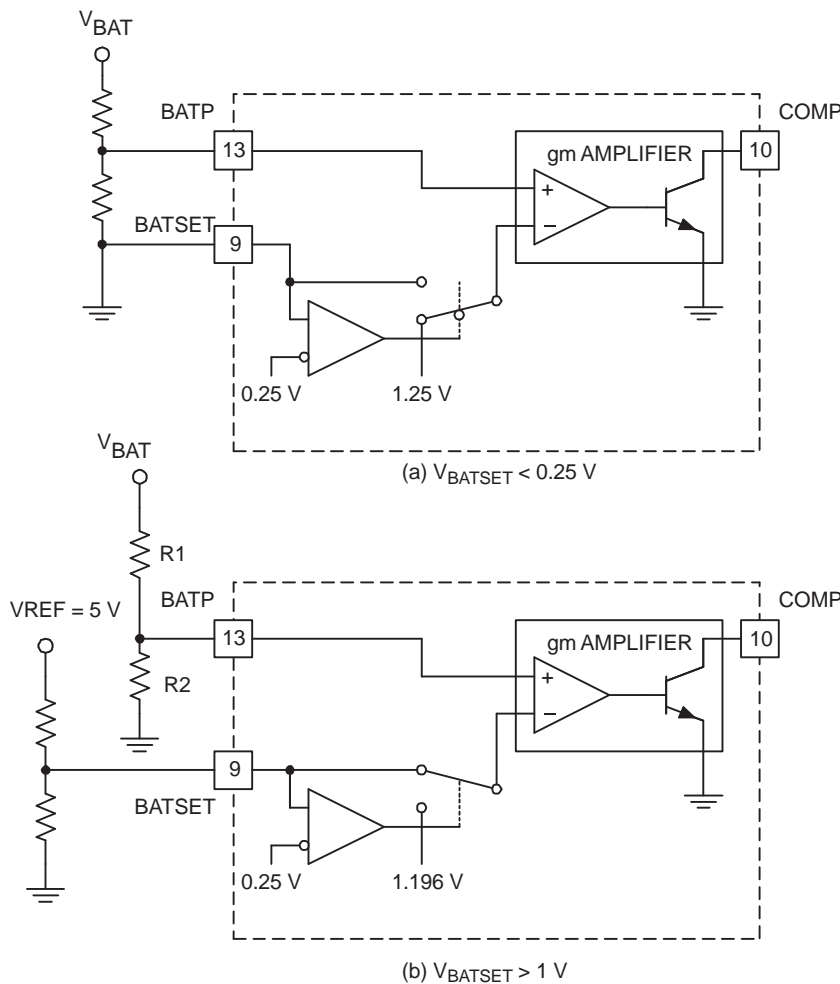 VBAT
BATP
COMP
13
gm AMPLIFIER
10
+
−
BATSET
9
0.25 V
1.25 V
(a) VBATSET < 0.25 V
VBAT
R1
VREF = 5 V
BATP
COMP
13
gm AMPLIFIER
10
+
−
R2
9
BATSET
0.25 V
1.196 V
(b) VBATSET > 1 V